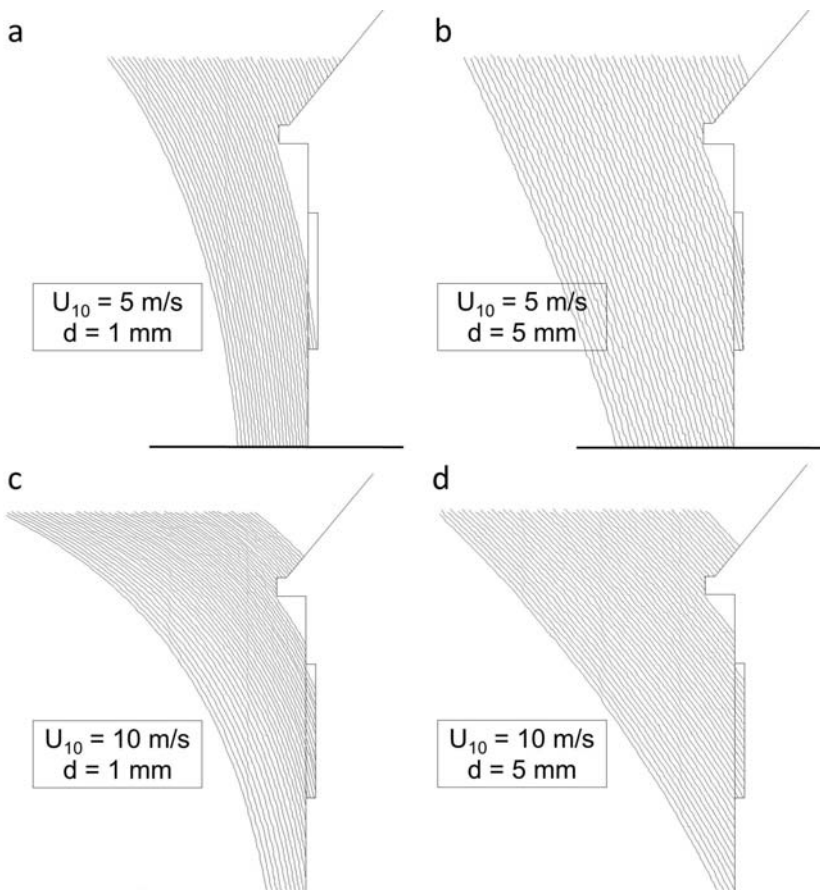 a
b
U₁₀ = 5 m/s
d = 1 mm
U₁₀ = 5 m/s
d = 5 mm
c
d
U₁₀ = 10 m/s
d = 1 mm
U₁₀ = 10 m/s
d = 5 mm